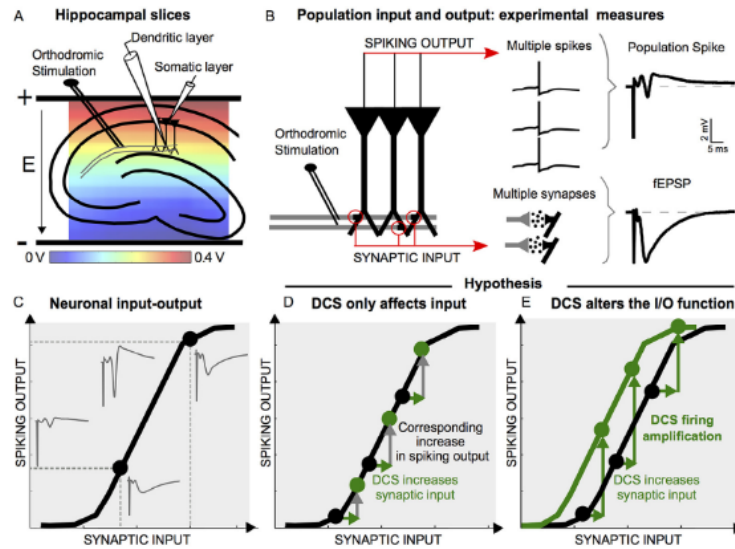 A
Hippocampal slices
Dendritic layer
Orthodromic
Stimulation
Somatic layer
+
E
-
0 V
0.4 V
B
Population input and output: experimental measures
SPIKING OUTPUT
Multiple spikes
Population Spike
Orthodromic
Stimulation
2 mV
5 ms
Multiple synapses
fEPSP
SYNAPTIC INPUT
Hypothesis
C
Neuronal input-output
SPIKING OUTPUT
SYNAPTIC INPUT
D
DCS only affects input
SPIKING OUTPUT
Corresponding
increase
in spiking output
DCS increases
synaptic input
SYNAPTIC INPUT
E
DCS alters the I/O function
SPIKING OUTPUT
DCS firing
amplification
DCS increases
synaptic input
SYNAPTIC INPUT